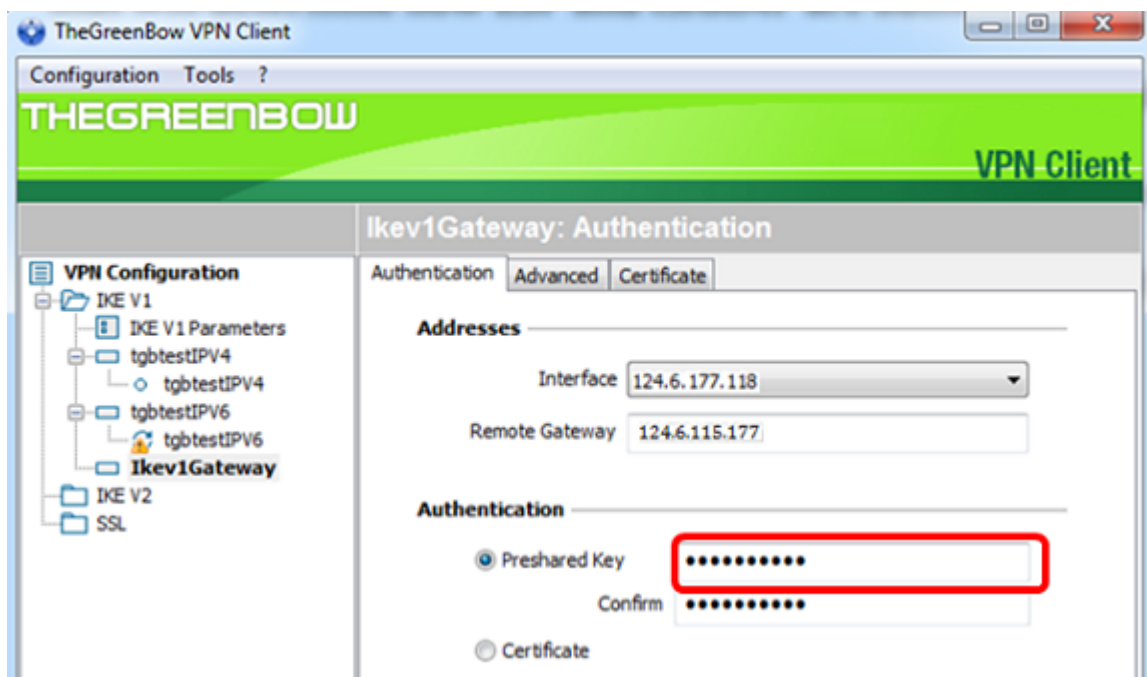 TheGreenBow VPN Client
Configuration Tools ?
THEGREENBOW
VPN Client
Ikev1Gateway: Authentication
VPN Configuration
IKE V1
IKE V1 Parameters
tgbtestIPV4
tgbtestIPV4
tgbtestIPV6
tgbtestIPV6
Ikev1Gateway
IKE V2
SSL
Authentication Advanced Certificate
Addresses
Interface 124.6.177.118
Remote Gateway 124.6.115.177
Authentication
Preshared Key ••••••••••
Confirm ••••••••••
Certificate